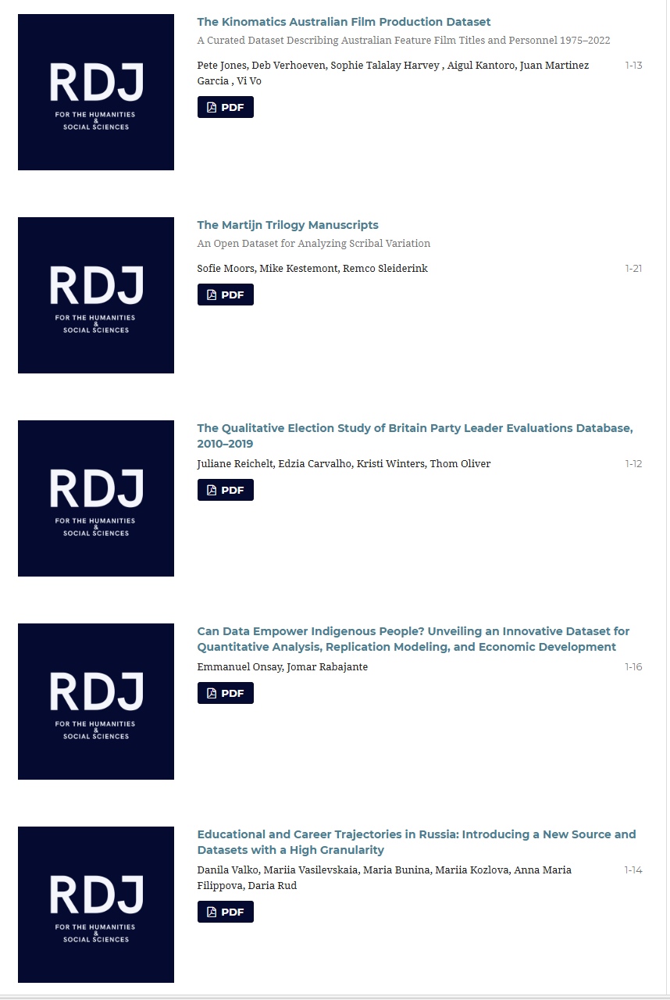 RDJ
FOR THE HUMANITIES
&
SOCIAL SCIENCES
The Kinomatics Australian Film Production Dataset
A Curated Dataset Describing Australian Feature Film Titles and Personnel 1975–2022
Pete Jones, Deb Verhoeven, Sophie Talalay Harvey , Aigul Kantoro, Juan Martinez
Garcia , Vi Vo
1-13
PDF
RDJ
FOR THE HUMANITIES
&
SOCIAL SCIENCES
The Martijn Trilogy Manuscripts
An Open Dataset for Analyzing Scribal Variation
Sofie Moors, Mike Kestemont, Remco Sleiderink
1-21
PDF
RDJ
FOR THE HUMANITIES
&
SOCIAL SCIENCES
The Qualitative Election Study of Britain Party Leader Evaluations Database,
2010–2019
Juliane Reichelt, Edzia Carvalho, Kristi Winters, Thom Oliver
1-12
PDF
RDJ
FOR THE HUMANITIES
&
SOCIAL SCIENCES
Can Data Empower Indigenous People? Unveiling an Innovative Dataset for
Quantitative Analysis, Replication Modeling, and Economic Development
Emmanuel Onsay, Jomar Rabajante
1-16
PDF
RDJ
FOR THE HUMANITIES
&
SOCIAL SCIENCES
Educational and Career Trajectories in Russia: Introducing a New Source and
Datasets with a High Granularity
Danila Valko, Mariia Vasilevskaia, Maria Bunina, Mariia Kozlova, Anna Maria
Filippova, Daria Rud
1-14
PDF